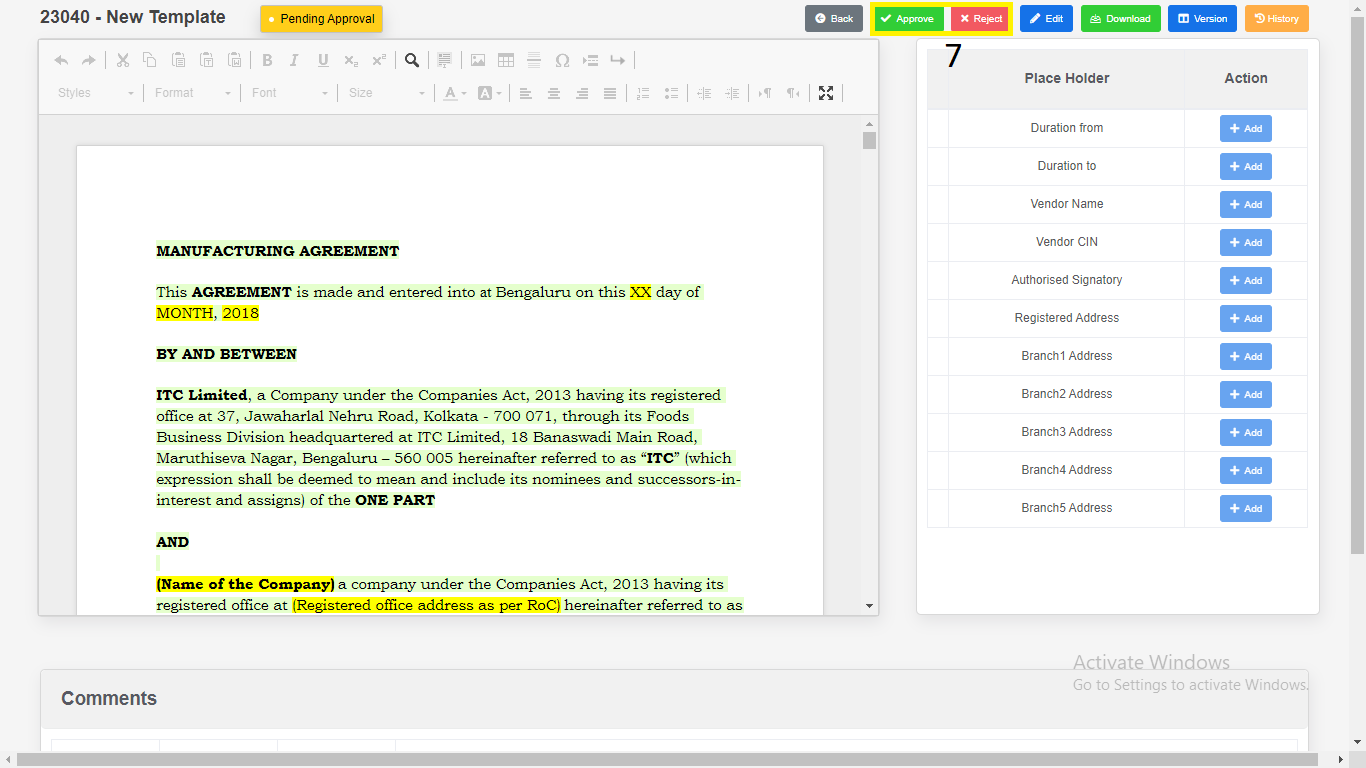 23040 - New Template
Pending Approval
Back
Approve
Reject
Edit
Download
Version
History
7
Styles
Format
Font
Size
MANUFACTURING AGREEMENT
This AGREEMENT is made and entered into at Bengaluru on this XX day of
MONTH, 2018
BY AND BETWEEN
ITC Limited, a Company under the Companies Act, 2013 having its registered
office at 37, Jawaharlal Nehru Road, Kolkata - 700 071, through its Foods
Business Division headquartered at ITC Limited, 18 Banaswadi Main Road,
Maruthiseva Nagar, Bengaluru – 560 005 hereinafter referred to as “ITC” (which
expression shall be deemed to mean and include its nominees and successors-in-
interest and assigns) of the ONE PART
AND
(Name of the Company) a company under the Companies Act, 2013 having its
registered office at (Registered office address as per RoC) hereinafter referred to as
Place Holder Action
Duration from Add
Duration to Add
Vendor Name Add
Vendor CIN Add
Authorised Signatory Add
Registered Address Add
Branch1 Address Add
Branch2 Address Add
Branch3 Address Add
Branch4 Address Add
Branch5 Address Add
Activate Windows
Go to Settings to activate Windows.
Comments